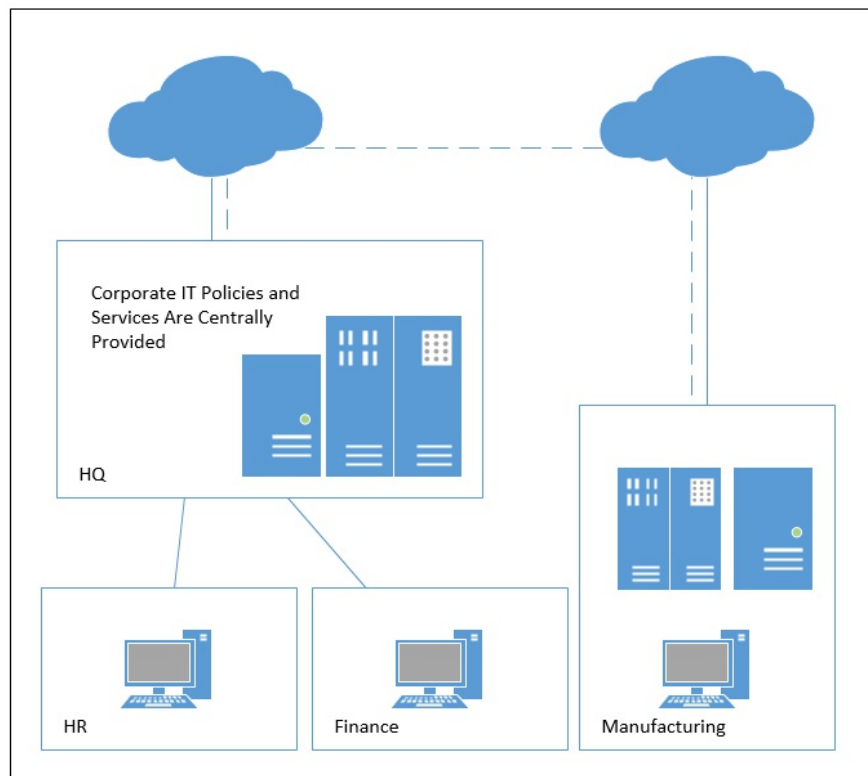 Corporate IT Policies and
Services Are Centrally
Provided
HQ
HR
Finance
Manufacturing